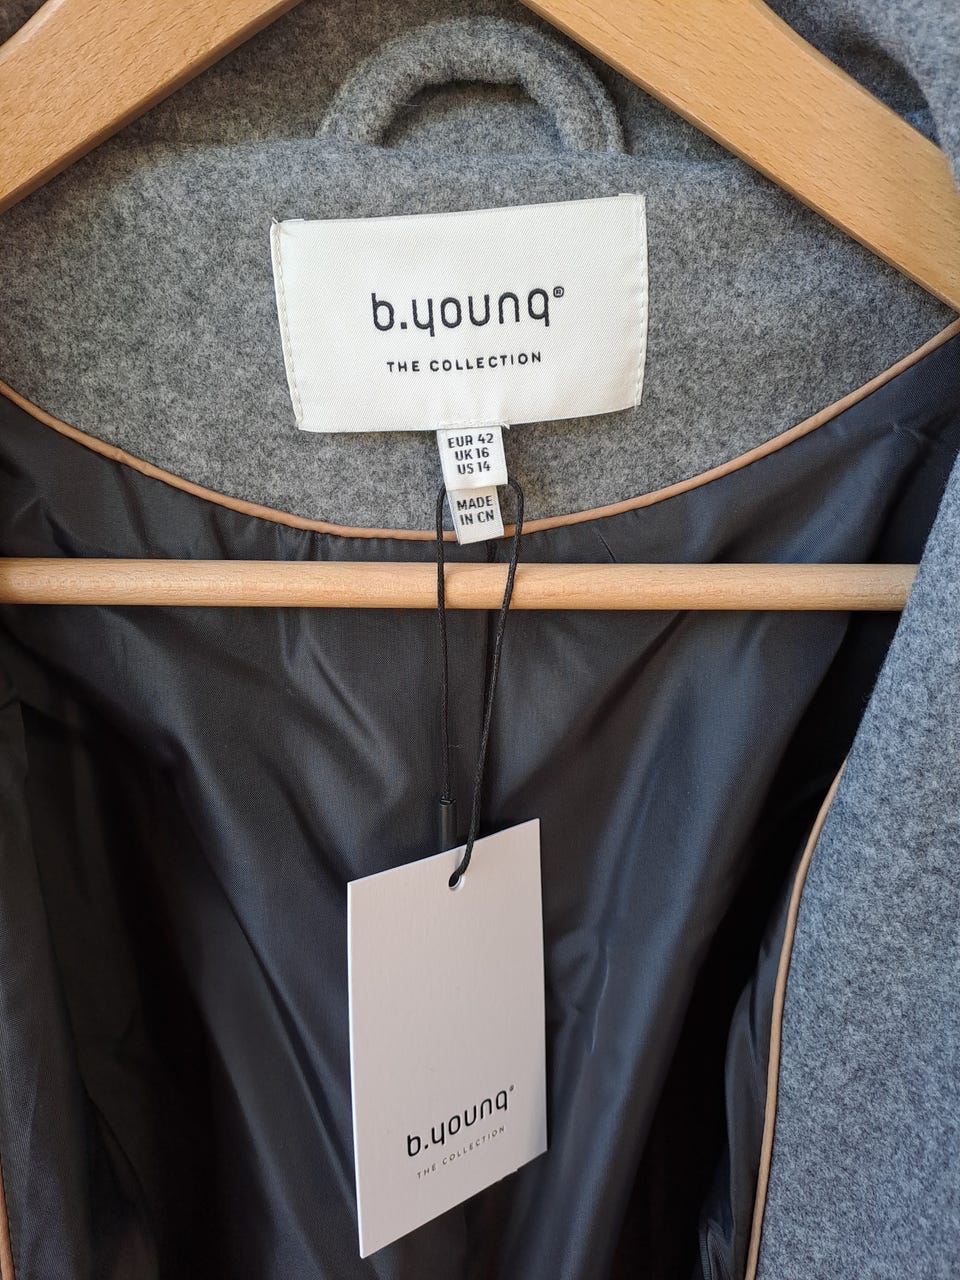 b.young®
THE COLLECTION
EUR 42
UK 16
US 14
MADE
IN CN
b.young®
THE COLLECTION